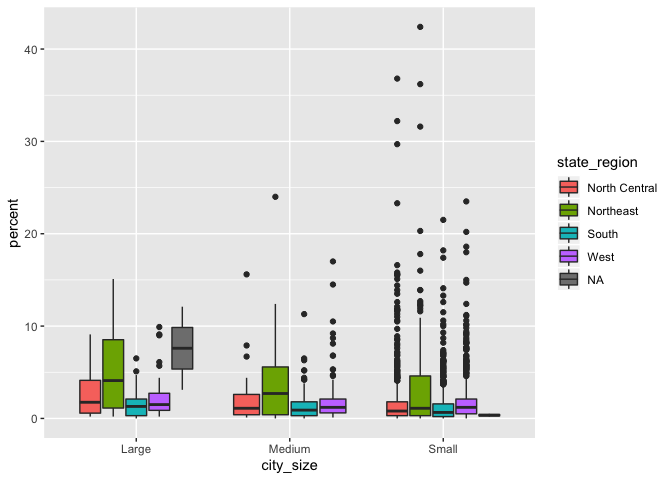 40
30
20
10
0
percent
Large
Medium
Small
city_size
state_region
North Central
Northeast
South
West
NA